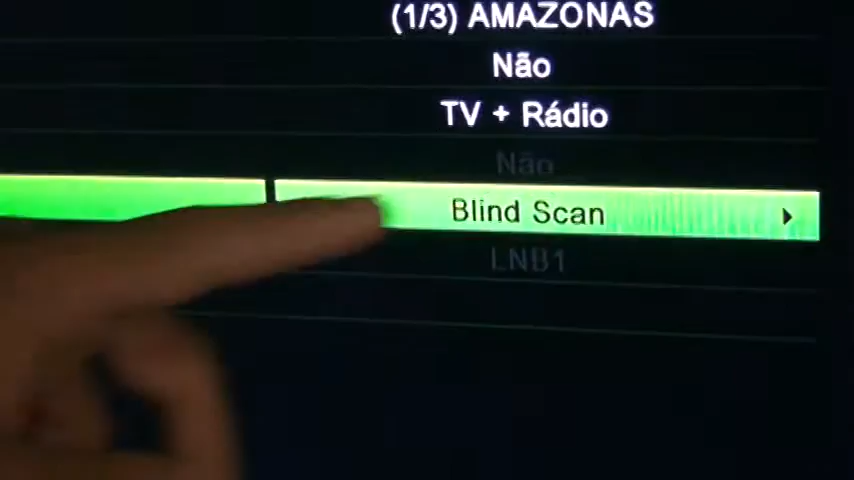 (1/3) AMAZONAS
Não
TV + Rádio
Não
Blind Scan
LNB1